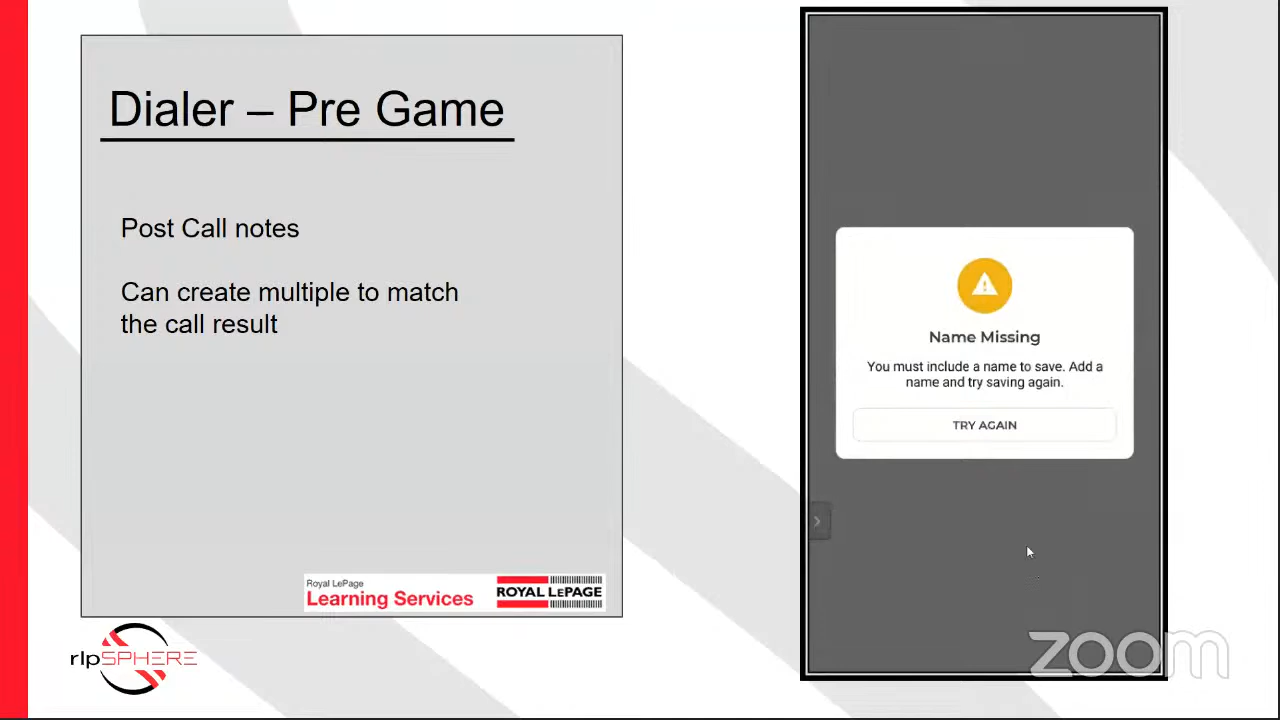 Dialer – Pre Game
Post Call notes
Can create multiple to match
the call result
Royal LePage
Learning Services
ROYAL LEPAGE
rlpSPHERE
Name Missing
You must include a name to save. Add a
name and try saving again.
TRY AGAIN
zoom